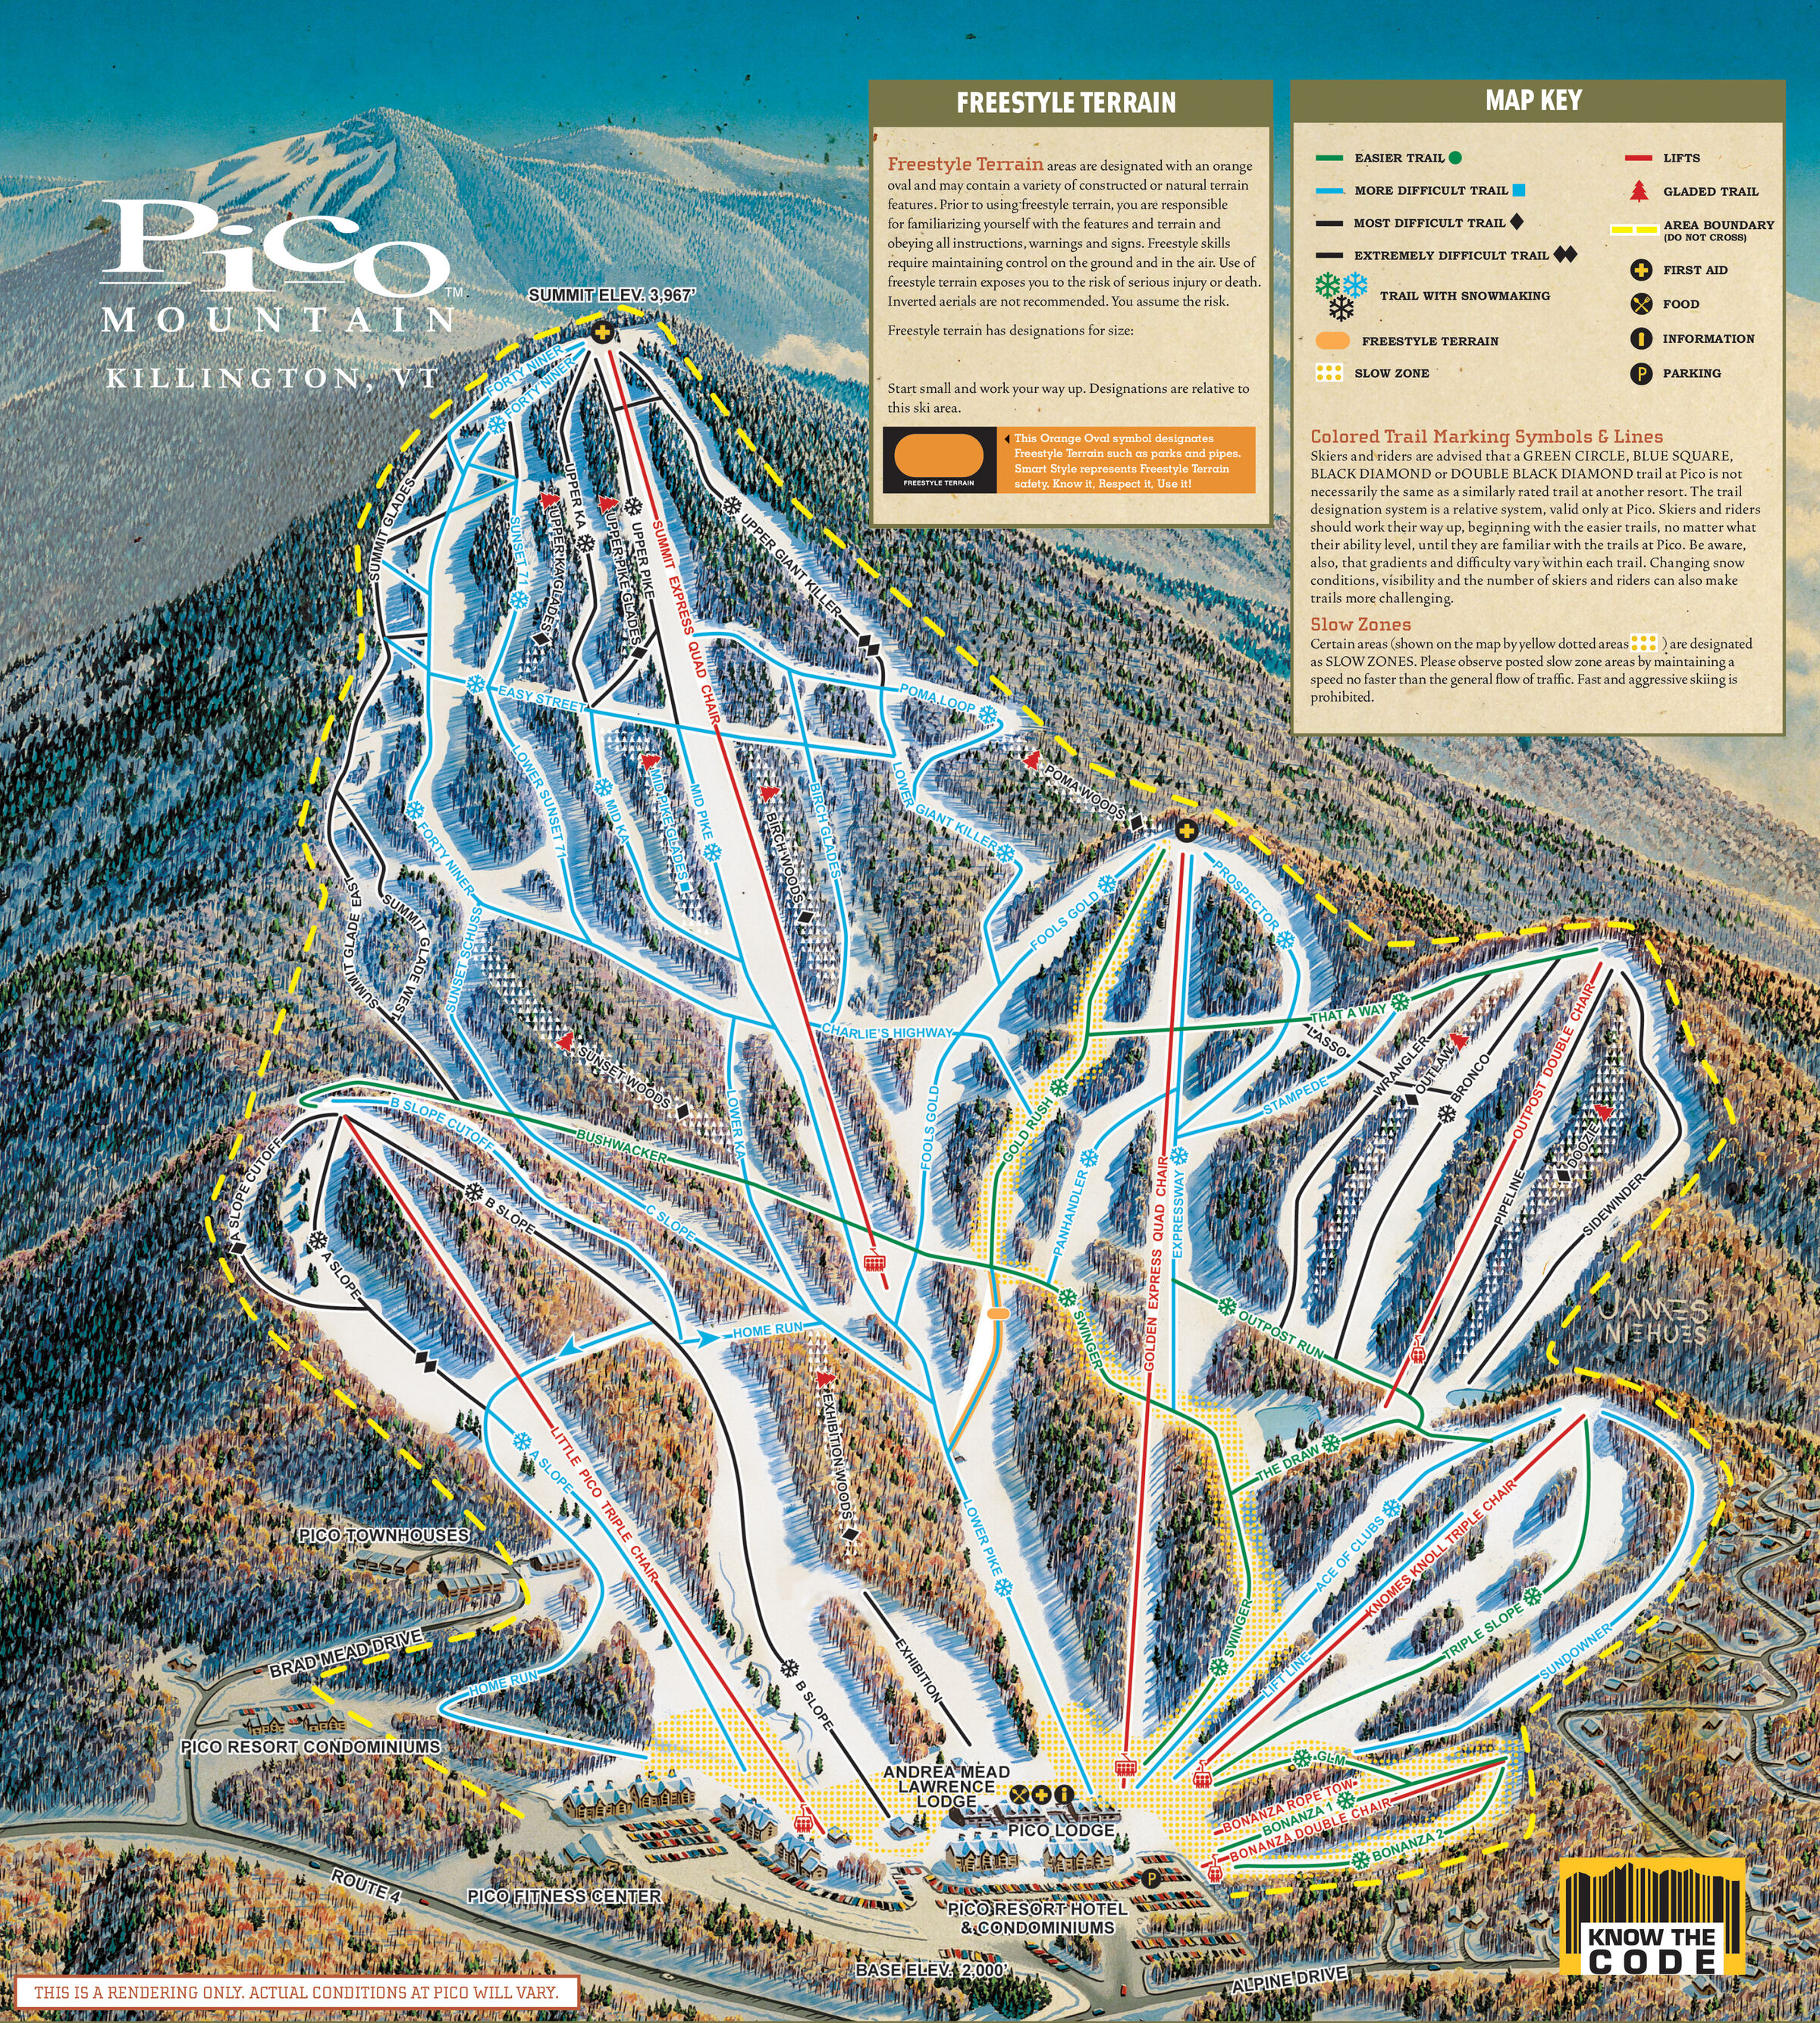 Pico™
MOUNTAIN
KILLINGTON, VT
FREESTYLE TERRAIN
Freestyle Terrain areas are designated with an orange
oval and may contain a variety of constructed or natural terrain
features. Prior to using freestyle terrain, you are responsible
for familiarizing yourself with the features and terrain and
obeying all instructions, warnings and signs. Freestyle skills
require maintaining control on the ground and in the air. Use of
freestyle terrain exposes you to the risk of serious injury or death.
Inverted aerials are not recommended. You assume the risk.
Freestyle terrain has designations for size:
Start small and work your way up. Designations are relative to
this ski area.
FREESTYLE TERRAIN
This Orange Oval symbol designates
Freestyle Terrain such as parks and pipes.
Smart Style represents Freestyle Terrain
safety. Know it, Respect it, Use it!
MAP KEY
EASIER TRAIL
MORE DIFFICULT TRAIL
MOST DIFFICULT TRAIL
EXTREMELY DIFFICULT TRAIL
TRAIL WITH SNOWMAKING
FREESTYLE TERRAIN
SLOW ZONE
LIFTS
GLADED TRAIL
AREA BOUNDARY
(DO NOT CROSS)
FIRST AID
FOOD
INFORMATION
P
PARKING
Colored Trail Marking Symbols & Lines
Skiers and riders are advised that a GREEN CIRCLE, BLUE SQUARE,
BLACK DIAMOND or DOUBLE BLACK DIAMOND trail at Pico is not
necessarily the same as a similarly rated trail at another resort. The trail
designation system is a relative system, valid only at Pico. Skiers and riders
should work their way up, beginning with the easier trails, no matter what
their ability level, until they are familiar with the trails at Pico. Be aware,
also, that gradients and difficulty vary within each trail. Changing snow
conditions, visibility and the number of skiers and riders can also make
trails more challenging.
Slow Zones
Certain areas (shown on the map by yellow dotted areas ) are designated
as SLOW ZONES. Please observe posted slow zone areas by maintaining a
speed no faster than the general flow of traffic. Fast and aggressive skiing is
prohibited.
SUMMIT ELEV. 3,967'
FORTY NINER
FORTY NINER
SUMMIT GLADES
SUNSET 71
UPPER KA GLADES
UPPER KA
UPPER PIKE GLADES
UPPER PIKE
SUMMIT EXPRESS QUAD CHAIR
UPPER GIANT KILLER
EASY STREET
POMA LOOP
POMA WOODS
LOWER SUNSET 71
MID KA
MID PIKE GLADES
MID PIKE
BIRCH WOODS
BIRCH GLADES
LOWER GIANT KILLER
FORTY NINER
SUMMIT GLADE EAST
SUMMIT GLADE WEST
SUMMIT
SUNSET SCHUSS
SUNSET WOODS
FOOLS GOLD
PROSPECTOR
CHARLIE'S HIGHWAY
THAT A WAY
LASSO
WRANGLER
OUTLAW
BRONCO
OUTPOST DOUBLE CHAIR
STAMPEDE
DOOZIE
PIPELINE
SIDEWINDER
B SLOPE CUTOFF
BUSHWACKER
LOWER KA
FOOLS GOLD
GOLD RUSH
PANHANDLER
GOLDEN EXPRESS QUAD CHAIR
EXPRESSWAY
A SLOPE CUTOFF
A SLOPE
B SLOPE
C SLOPE
HOME RUN
SWINGER
OUTPOST RUN
JAMES
NIEHUES
EXHIBITION WOODS
A SLOPE
LITTLE PICO TRIPLE CHAIR
LOWER PIKE
THE DRAW
ACE OF CLUBS
KNOMES KNOLL TRIPLE CHAIR
SWINGER
LIFT LINE
TRIPLE SLOPE
SUNDOWNER
PICO TOWNHOUSES
BRAD MEAD DRIVE
HOME RUN
EXHIBITION
B SLOPE
PICO RESORT CONDOMINIUMS
ANDREA MEAD
LAWRENCE
LODGE
PICO LODGE
GLM
BONANZA ROPE TOW
BONANZA 1
BONANZA DOUBLE CHAIR
BONANZA 2
P
ROUTE 4
PICO FITNESS CENTER
PICO RESORT HOTEL
& CONDOMINIUMS
BASE ELEV. 2,000'
ALPINE DRIVE
KNOW THE
CODE
THIS IS A RENDERING ONLY. ACTUAL CONDITIONS AT PICO WILL VARY.